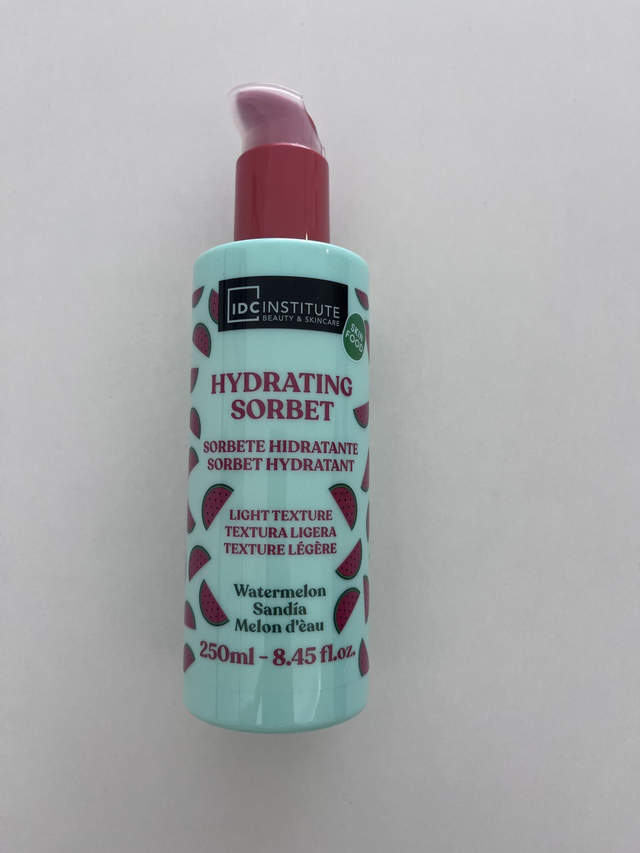 IDC INSTITUTE
BEAUTY & SKINCARE
SKIN
FOOD
HYDRATING
SORBET
SORBETE HIDRATANTE
SORBET HYDRATANT
LIGHT TEXTURE
TEXTURA LIGERA
TEXTURE LÉGÈRE
Watermelon
Sandía
Melon d'èau
250ml - 8.45 fl.oz.